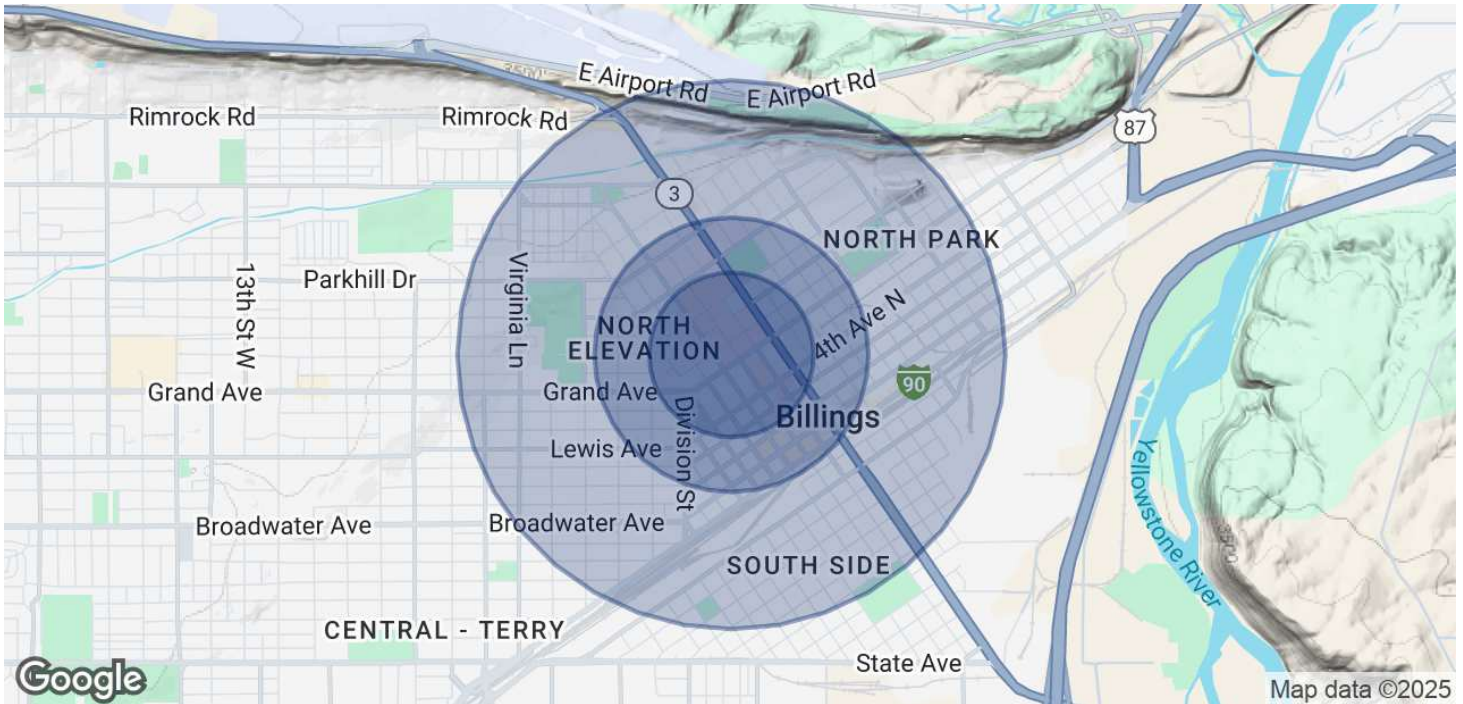 3500
E Airport Rd
E Airport Rd
Rimrock Rd
Rimrock Rd
87
3
NORTH PARK
Virginia Ln
13th St W
Parkhill Dr
NORTH
ELEVATION
4th Ave N
90
Grand Ave
Grand Ave
Division St
Billings
Lewis Ave
Yellowstone River
Broadwater Ave
Broadwater Ave
3500
SOUTH SIDE
CENTRAL - TERRY
State Ave
Google
Map data ©2025